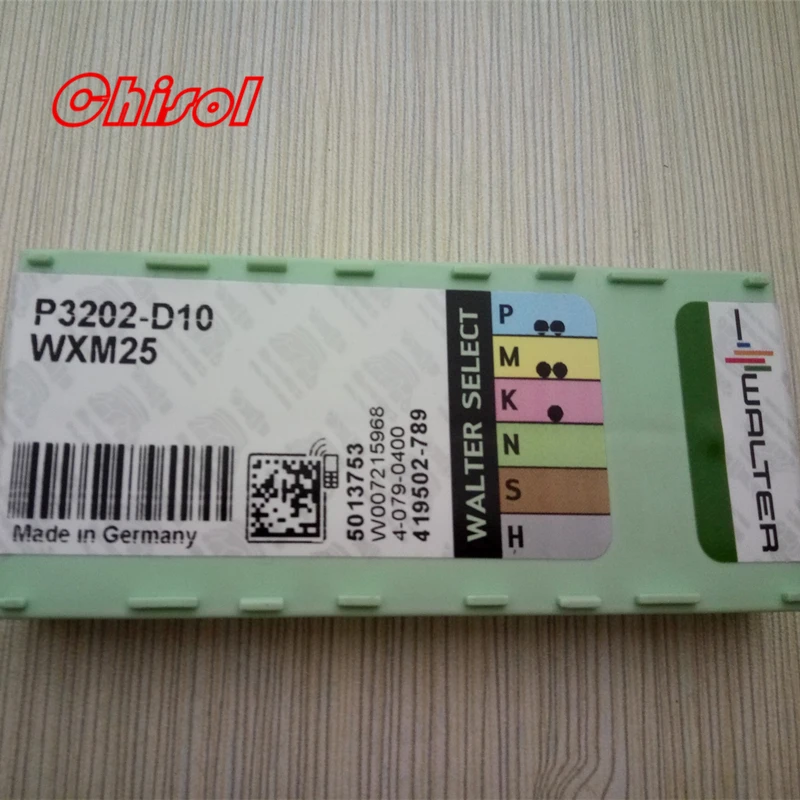 Chisol
P3202-D10
WXM25
Made in Germany
5013753
W007215968
4-079-0400
419502-789
WALTER SELECT
P
M
K
N
S
H
WALTER